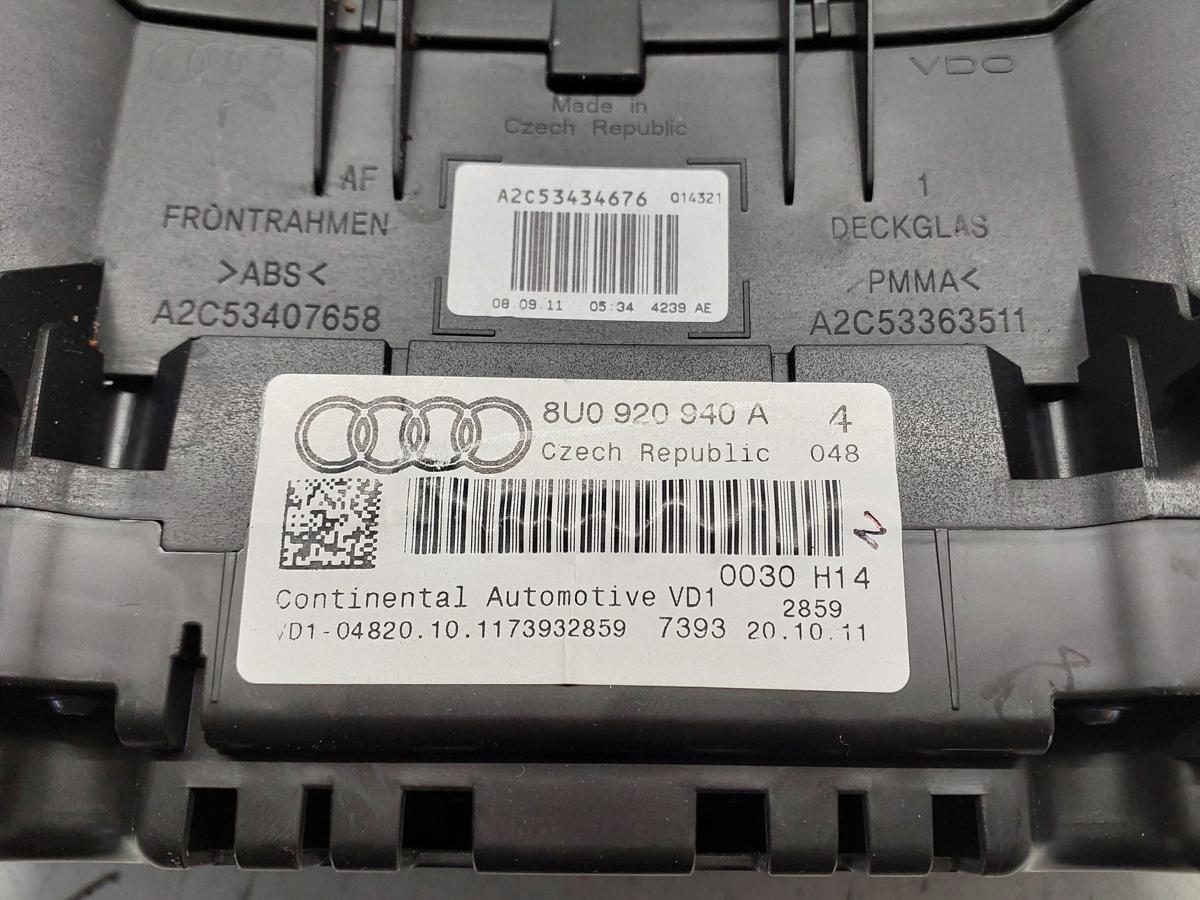 VDO
Made in
Czech Republic
AF
FRONTRAHMEN
>ABS<
A2C53407658
A2C53434676 014321
08.09.11 05:34 4239 AE
1
DECKGLAS
>PMMA<
A2C53363511
8U0 920 940 A 4
Czech Republic 048
0030 H14
Continental Automotive VD1 2859
VD1-04820.10.1173932859 7393 20.10.11